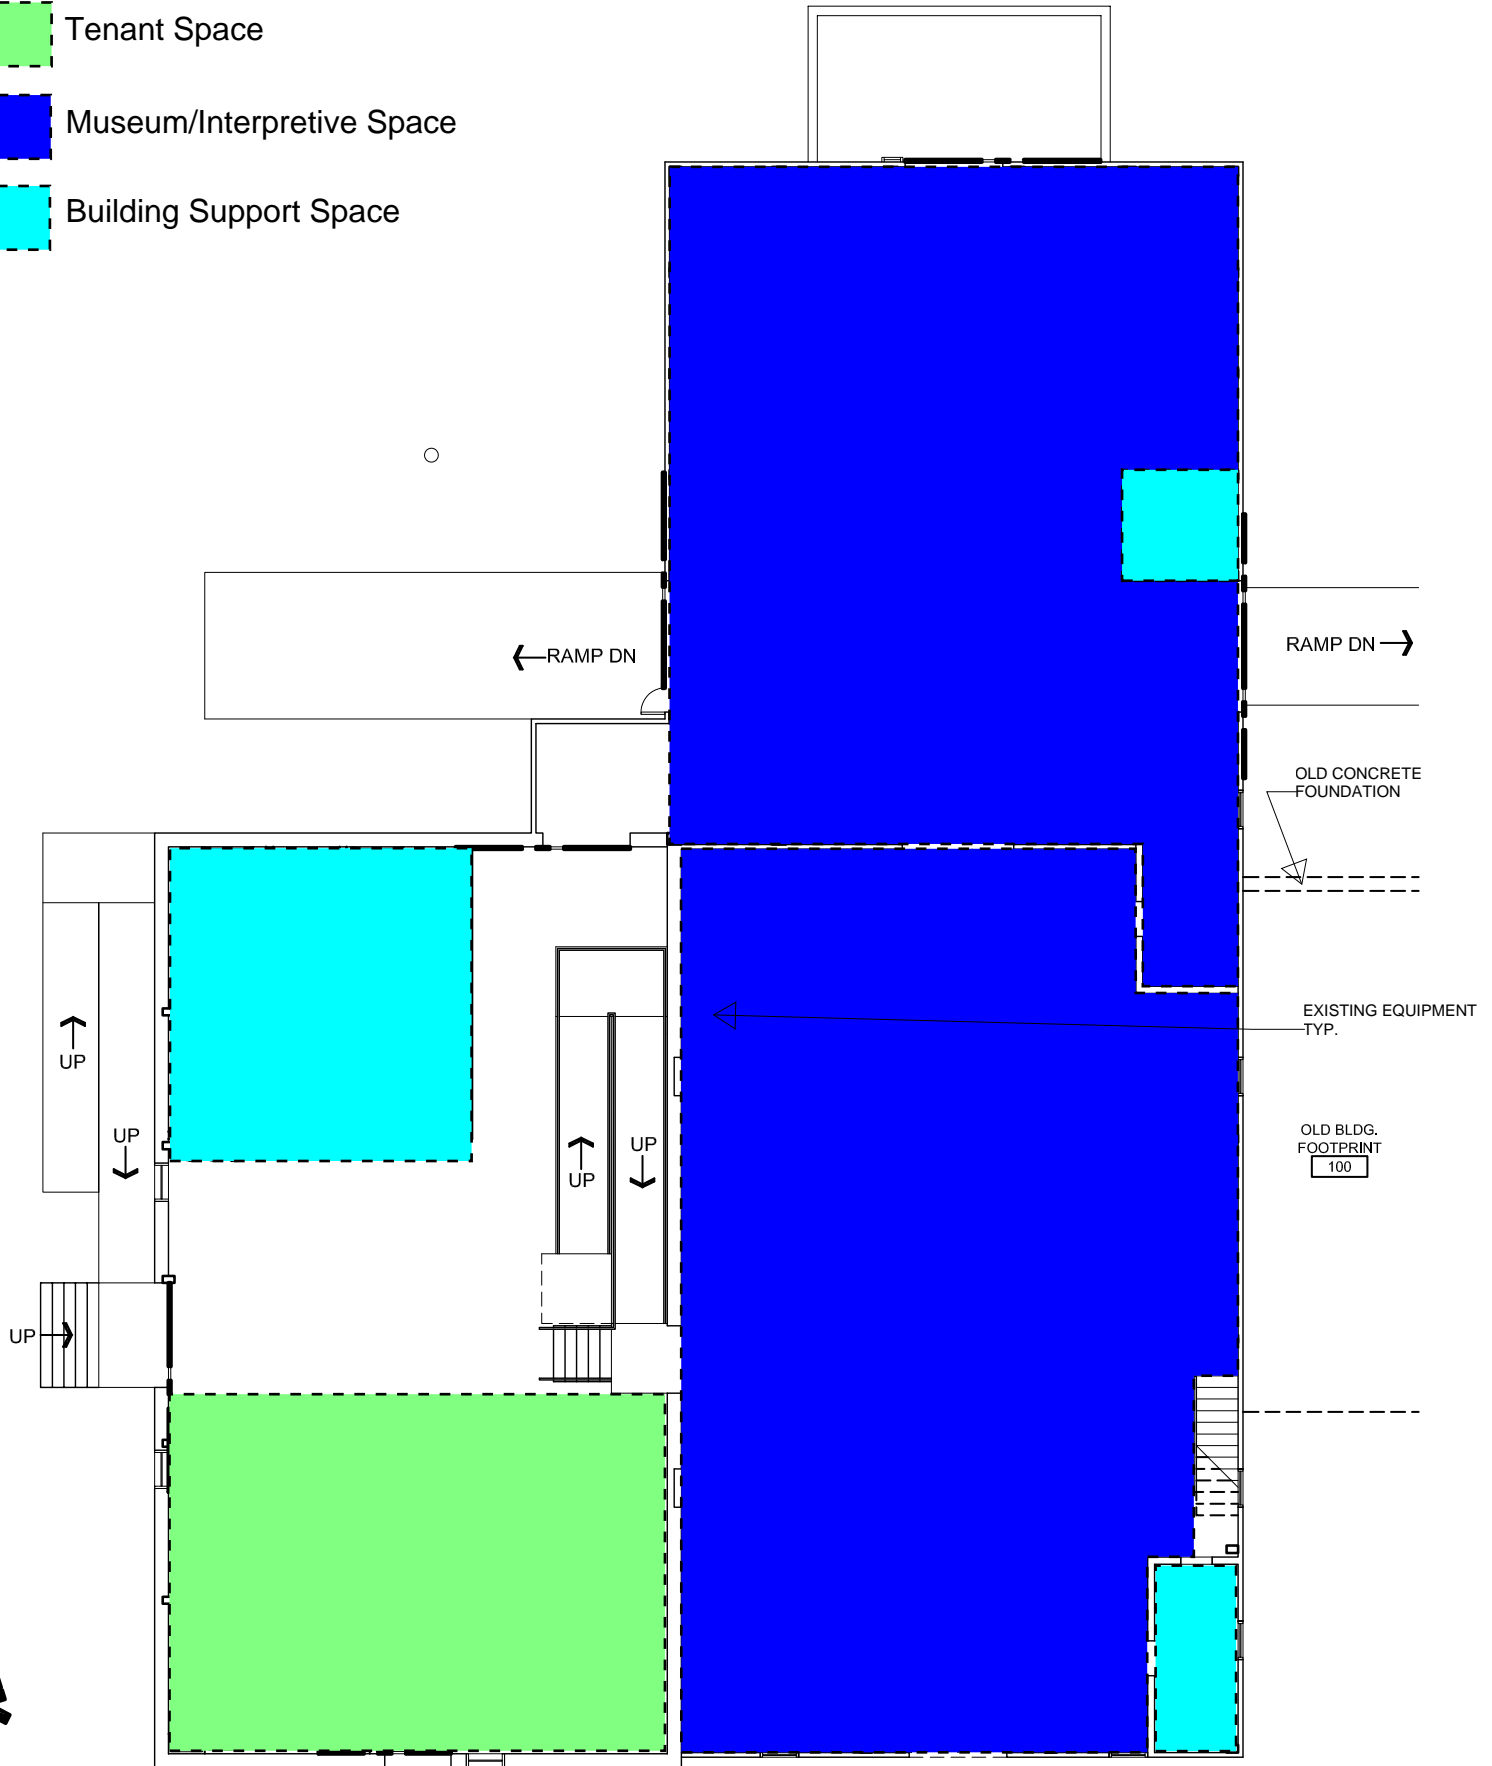 Tenant Space
Museum/Interpretive Space
Building Support Space
RAMP DN
RAMP DN
OLD CONCRETE
FOUNDATION
EXISTING EQUIPMENT
TYP.
UP
UP
UP
UP
OLD BLDG.
FOOTPRINT
100
UP